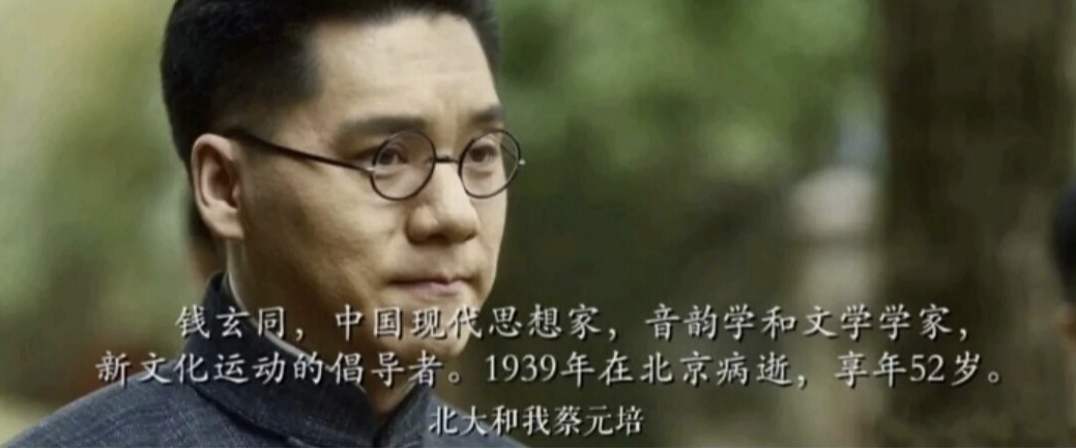 钱玄同，中国现代思想家，音韵学和文学学家，
新文化运动的倡导者。1939年在北京病逝，享年52岁。
北大和我蔡元培